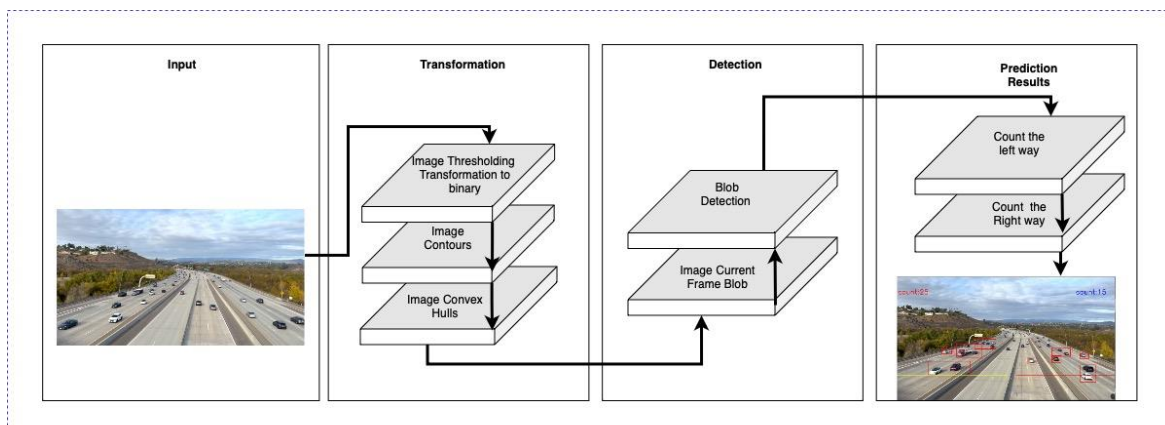 Input
Transformation
Image Thresholding
Transformation to
binary
Image
Contours
Image Convex
Hulls
Detection
Blob
Detection
Image Current
Frame Blob
Prediction
Results
Count the
left way
Count the
Right way
count:25
count:15